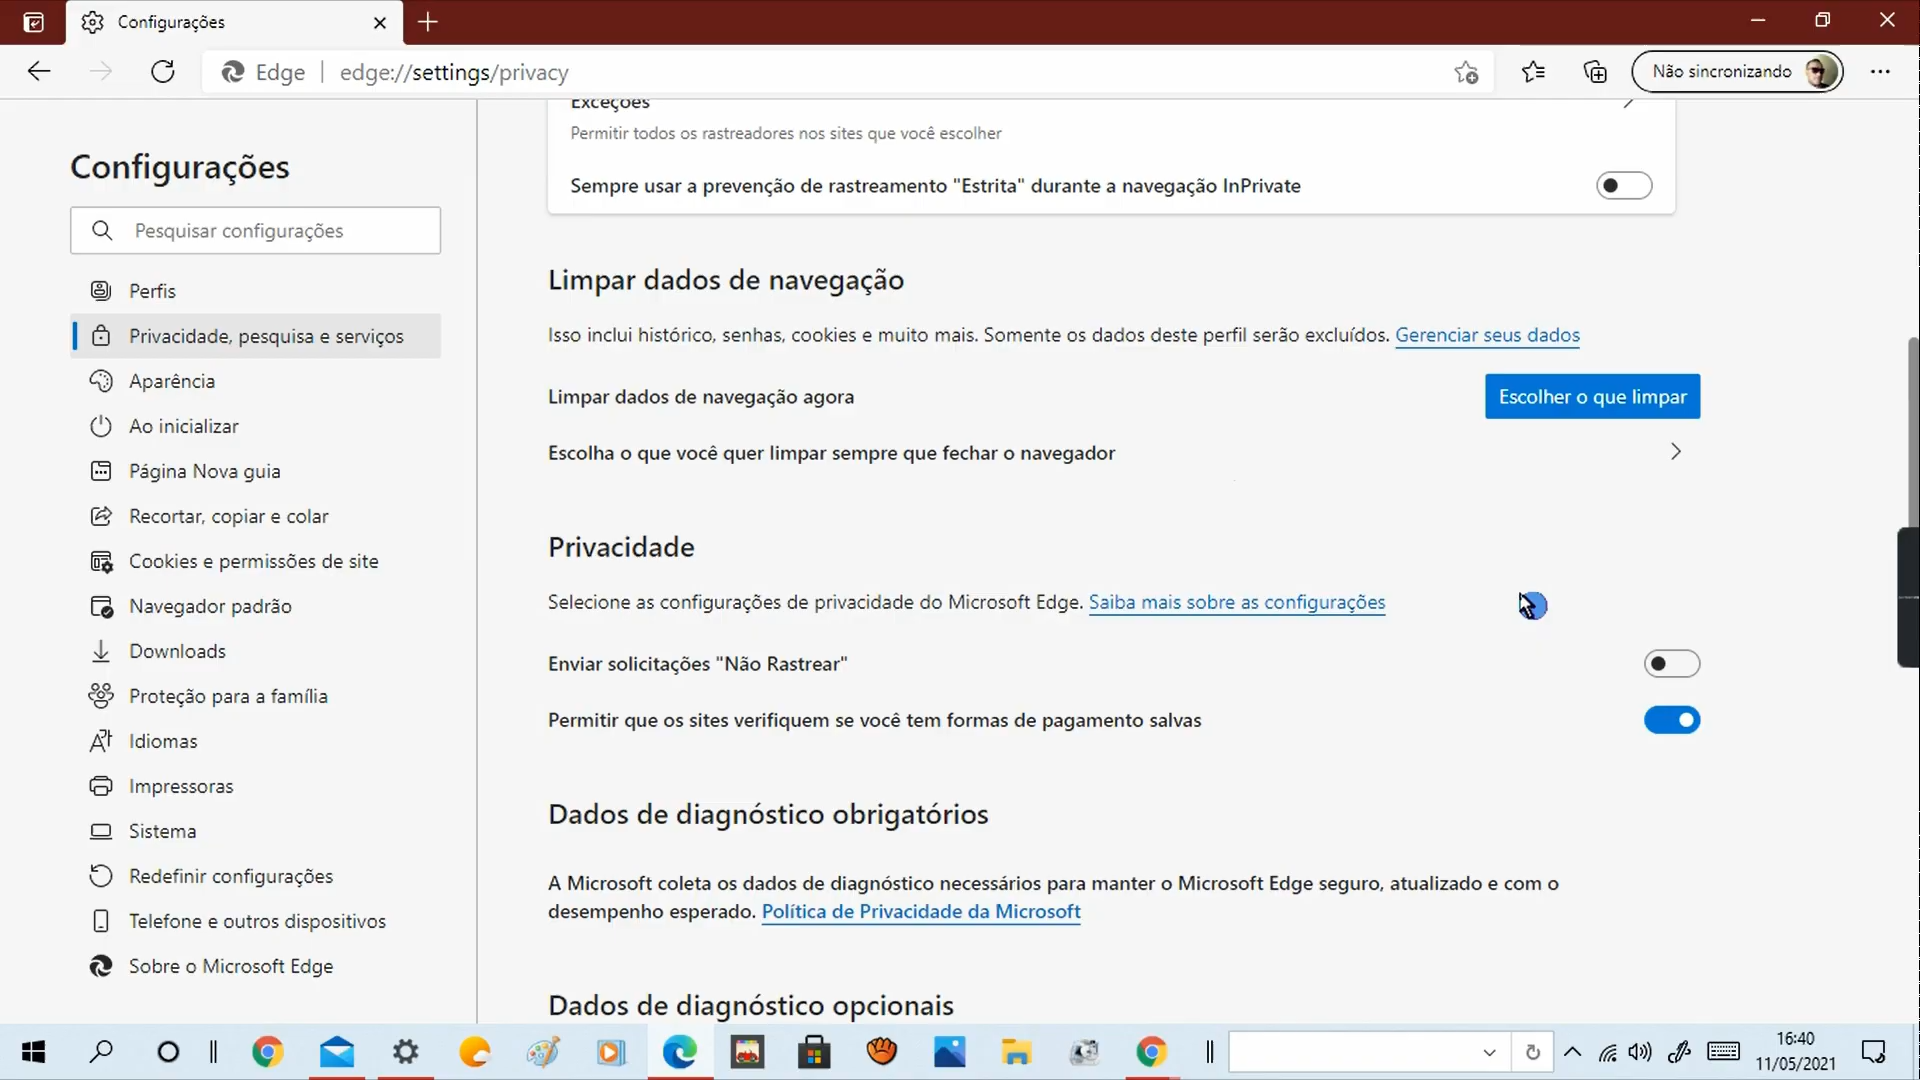 Configurações
Edge
edge://settings/privacy
Não sincronizando
Configurações
Pesquisar configurações
Perfis
Privacidade, pesquisa e serviços
Aparência
Ao inicializar
Página Nova guia
Recortar, copiar e colar
Cookies e permissões de site
Navegador padrão
Downloads
Proteção para a família
Idiomas
Impressoras
Sistema
Redefinir configurações
Telefone e outros dispositivos
Sobre o Microsoft Edge
Exceções
Permitir todos os rastreadores nos sites que você escolher
Sempre usar a prevenção de rastreamento "Estrita" durante a navegação InPrivate
Limpar dados de navegação
Isso inclui histórico, senhas, cookies e muito mais. Somente os dados deste perfil serão excluídos. Gerenciar seus dados
Limpar dados de navegação agora
Escolher o que limpar
Escolha o que você quer limpar sempre que fechar o navegador
Privacidade
Selecione as configurações de privacidade do Microsoft Edge. Saiba mais sobre as configurações
Enviar solicitações "Não Rastrear"
Permitir que os sites verifiquem se você tem formas de pagamento salvas
Dados de diagnóstico obrigatórios
A Microsoft coleta os dados de diagnóstico necessários para manter o Microsoft Edge seguro, atualizado e com o
desempenho esperado. Política de Privacidade da Microsoft
Dados de diagnóstico opcionais
16:40
11/05/2021